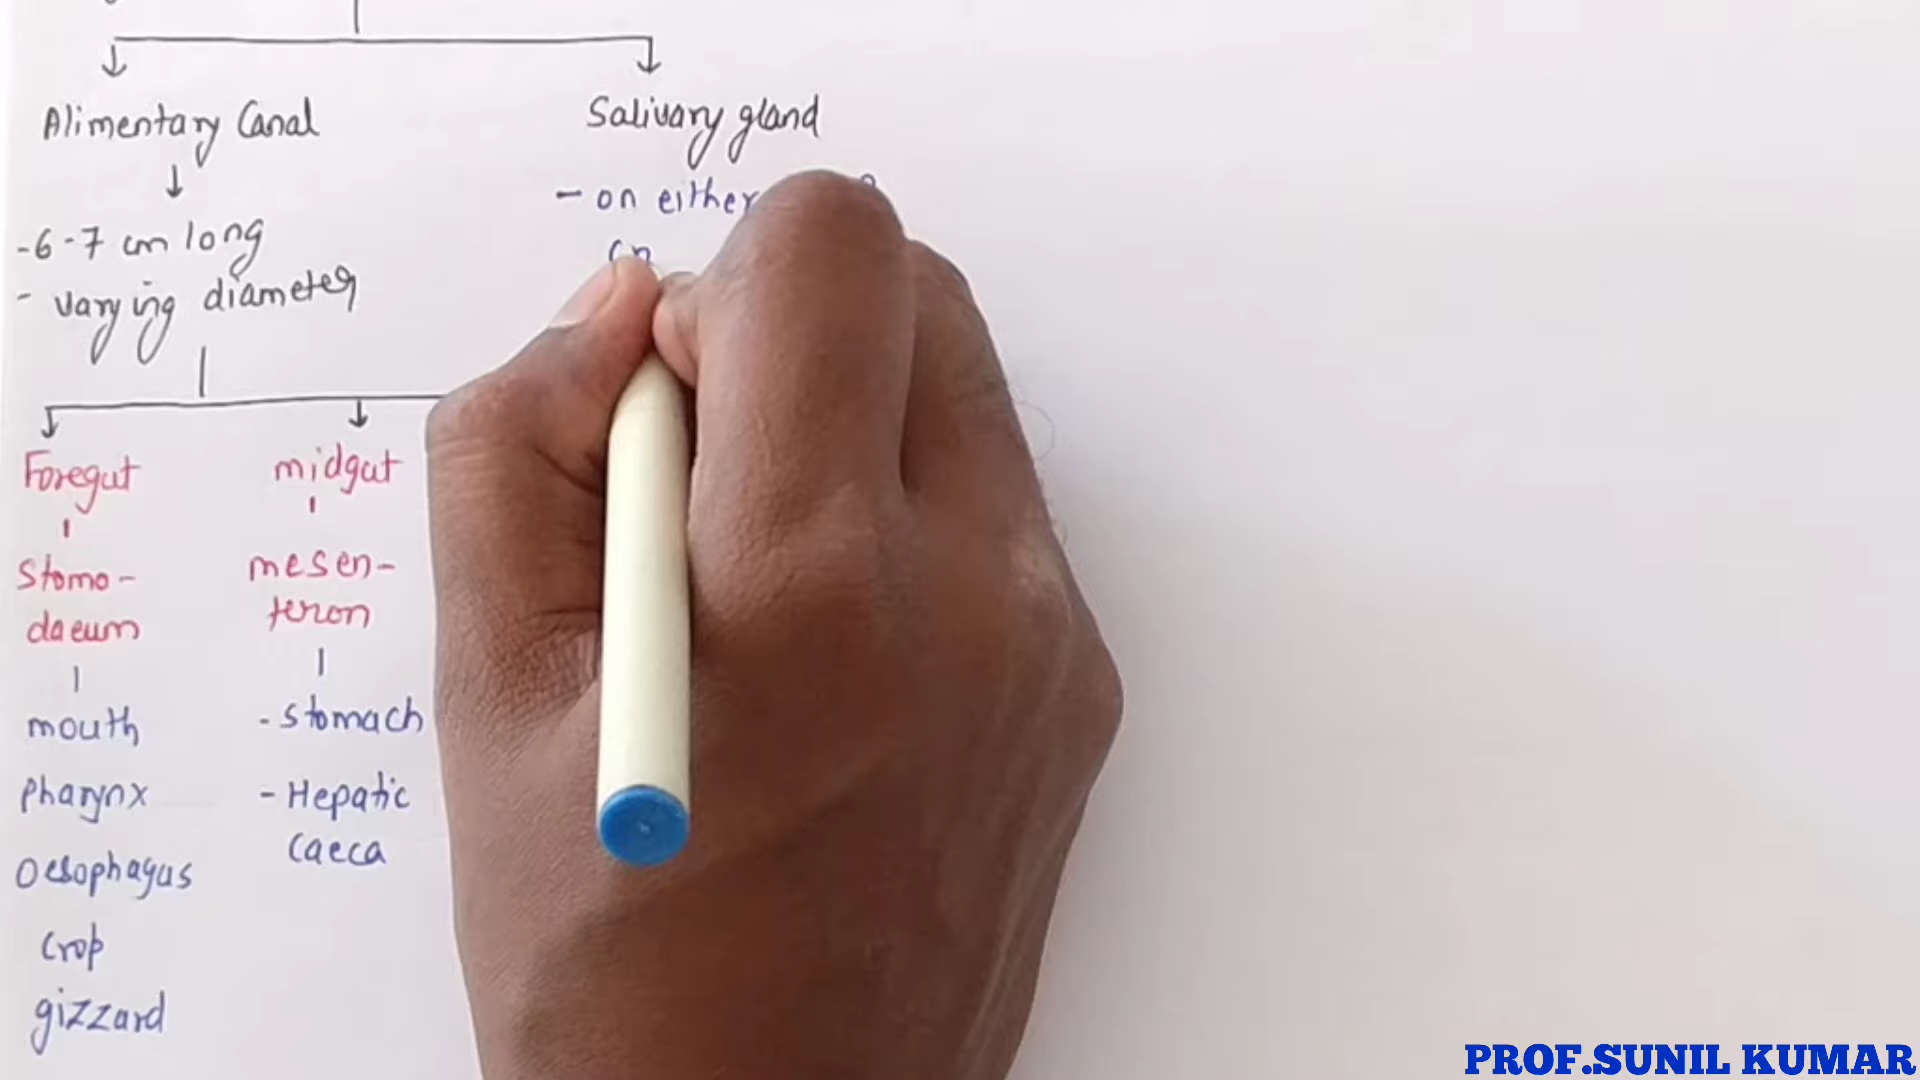 Alimentary Canal
Salivary gland
- on either
-6-7 cm long
- varying diameter
Foregut
midgut
stomo-
daeum
mesen-
teron
mouth
- stomach
pharynx
- Hepatic
caeca
oesophagus
crop
gizzard
PROF.SUNIL KUMAR